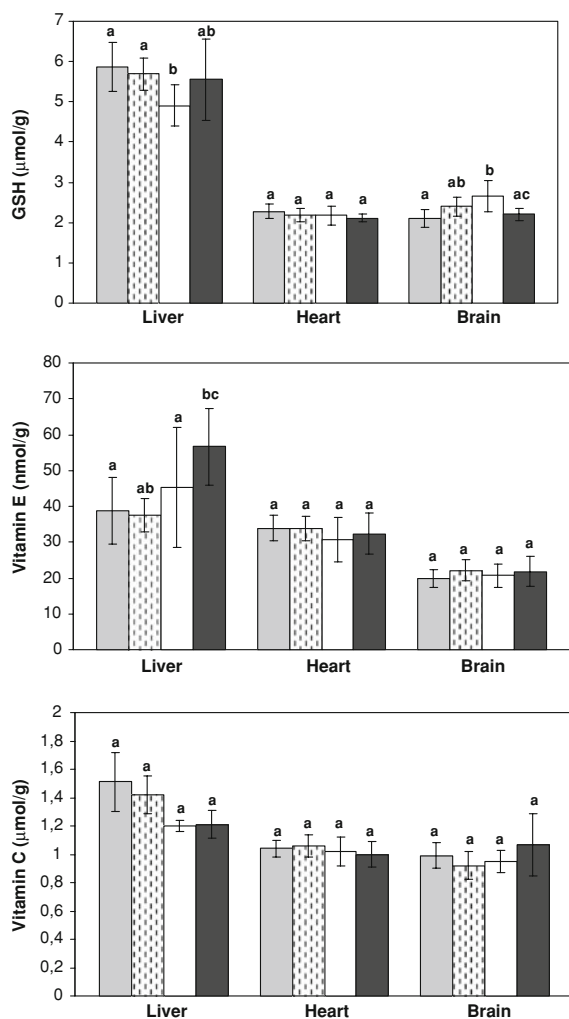 7
a
a
ab
6
b
5
4
GSH (μmol/g)
3
a
a
a
a
a
ab
b
ac
2
1
0
Liver
Heart
Brain
80
70
bc
a
60
50
a
ab
Vitamin E (nmol/g)
40
a
a
a
a
30
a
a
a
a
20
10
0
Liver
Heart
Brain
2
1,8
a
a
1,6
1,4
a
a
a
Vitamin C (μmol/g)
1,2
a
a
a
a
a
a
a
1
0,8
0,6
0,4
0,2
0
Liver
Heart
Brain